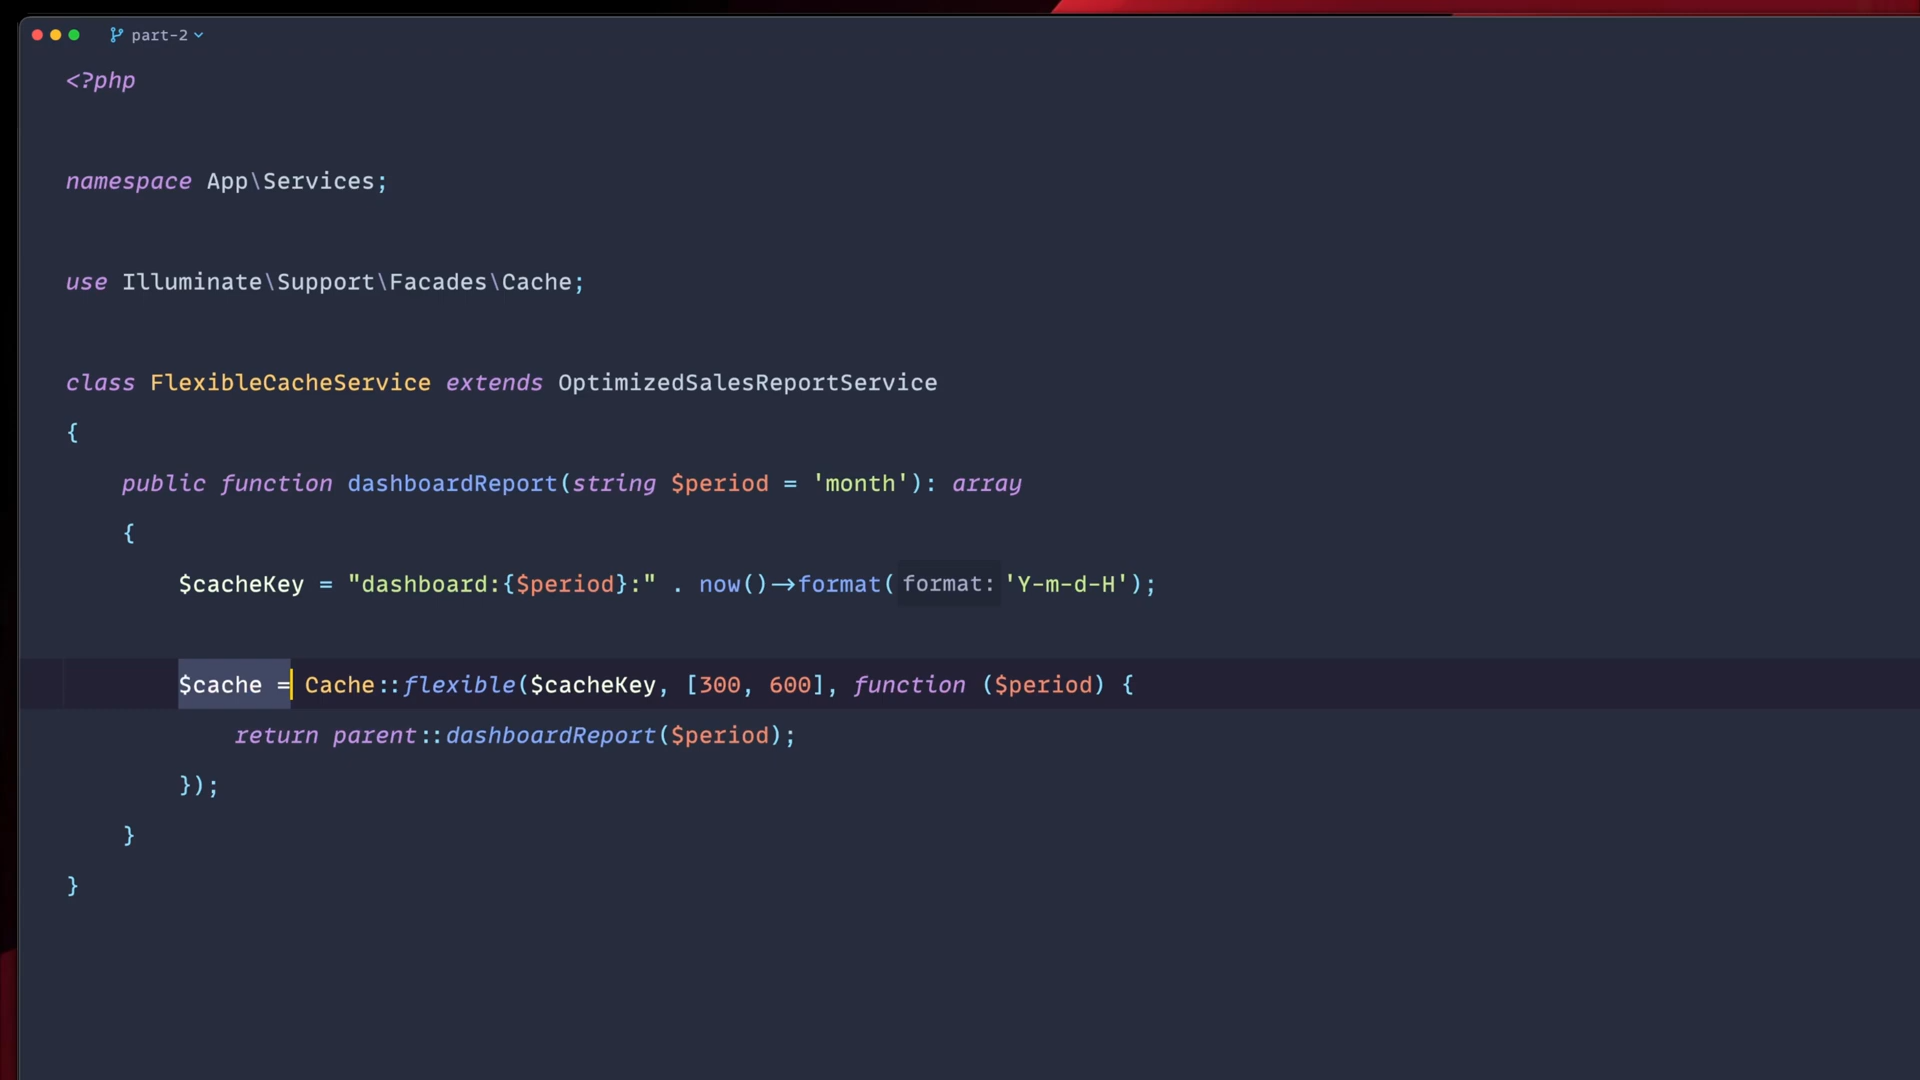 part-2
<?php
namespace App\Services;
use Illuminate\Support\Facades\Cache;
class FlexibleCacheService extends OptimizedSalesReportService
{
public function dashboardReport(string $period = 'month'): array
{
$cacheKey = "dashboard:{$period}:" . now()->format( format: 'Y-m-d-H');
$cache = Cache::flexible($cacheKey, [300, 600], function ($period) {
return parent::dashboardReport($period);
});
}
}